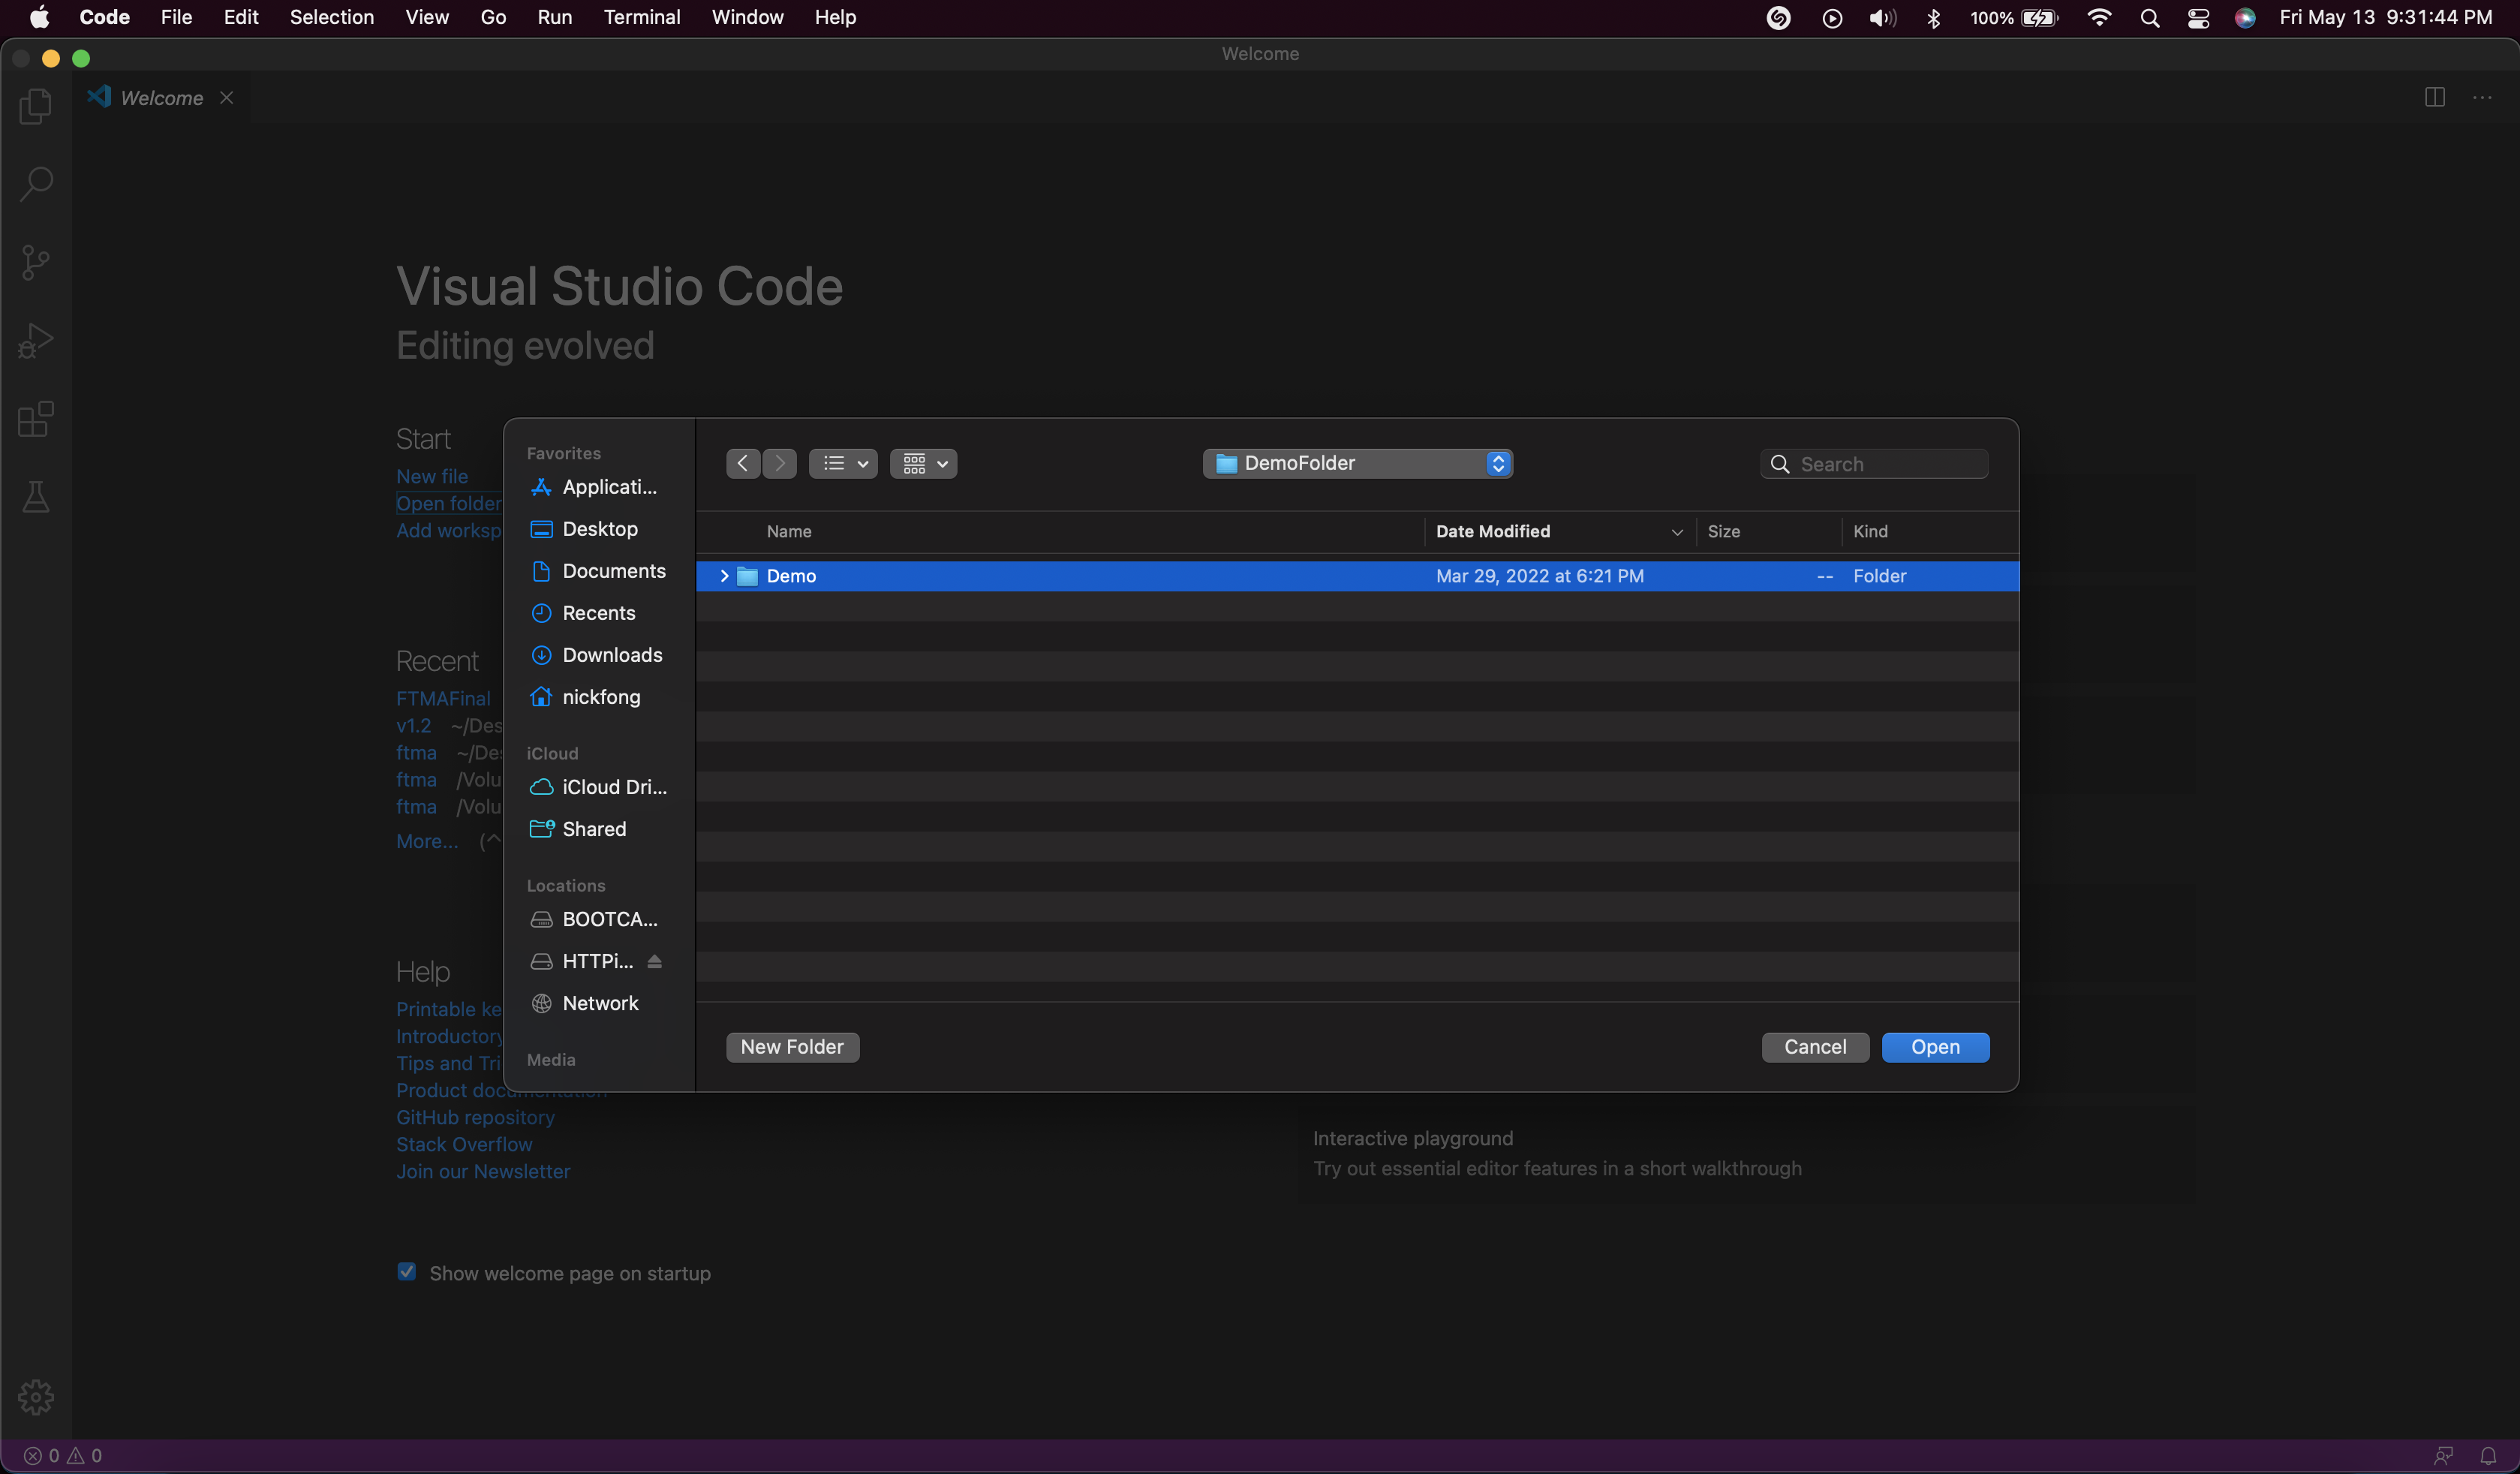 Code File Edit Selection View Go Run Terminal Window Help 100% Fri May 13 9:31:44 PM
Welcome
Welcome
Visual Studio Code
Editing evolved
Start
New file
Open folder
Add worksp
Recent
FTMAFinal
v1.2 ~/Des
ftma ~/Des
ftma /Volu
ftma /Volu
More... (^
Help
Printable ke
Introductory
Tips and Tri
Product documentation
GitHub repository
Stack Overflow
Join our Newsletter
Show welcome page on startup
Favorites
Applicati...
Desktop
Documents
Recents
Downloads
nickfong
iCloud
iCloud Dri...
Shared
Locations
BOOTCA...
HTTPi...
Network
Media
DemoFolder
Search
Name Date Modified Size Kind
Demo Mar 29, 2022 at 6:21 PM -- Folder
New Folder Cancel Open
Interactive playground
Try out essential editor features in a short walkthrough
0 0